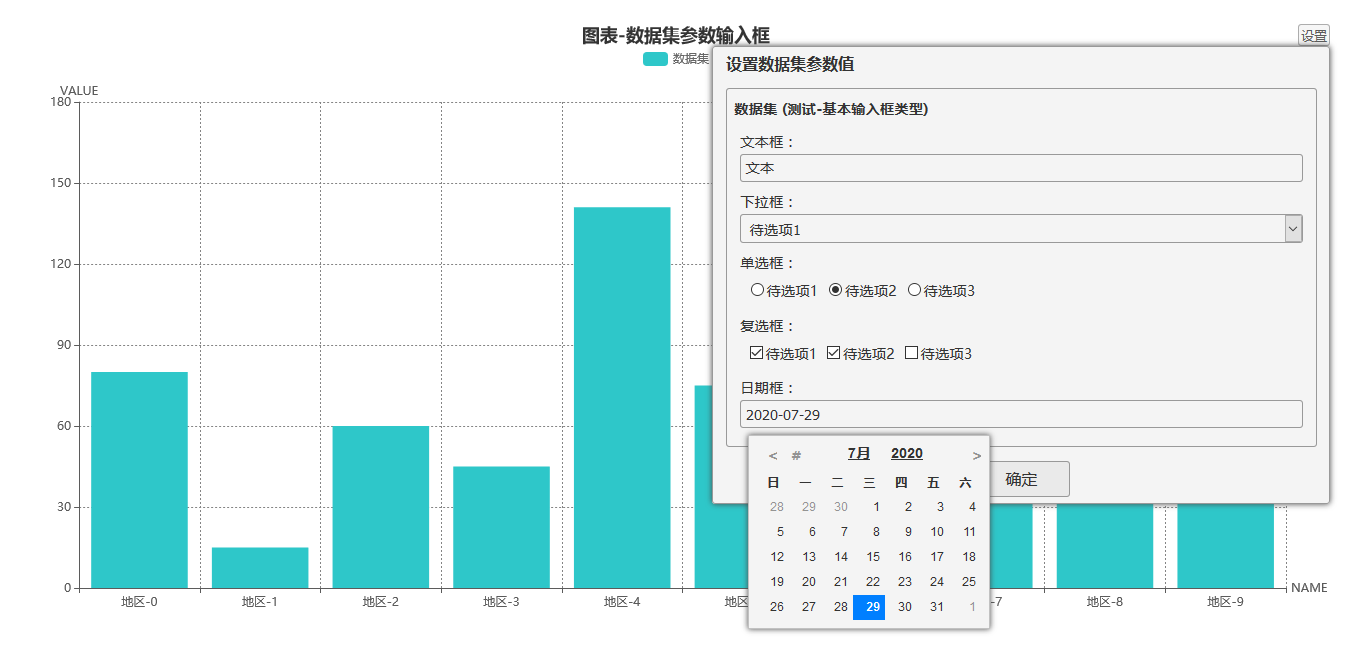 图表-数据集参数输入框
设置
数据集
设置数据集参数值
VALUE
180
150
120
90
60
30
0
数据集 (测试-基本输入框类型)
文本框：
文本
下拉框：
待选项1
单选框：
待选项1 待选项2 待选项3
复选框：
待选项1 待选项2 待选项3
日期框：
2020-07-29
确定
< # 7月 2020 >
日 一 二 三 四 五 六
28 29 30 1 2 3 4
5 6 7 8 9 10 11
12 13 14 15 16 17 18
19 20 21 22 23 24 25
26 27 28 29 30 31 1
地区-0 地区-1 地区-2 地区-3 地区-4 地区 -7 地区-8 地区-9
NAME